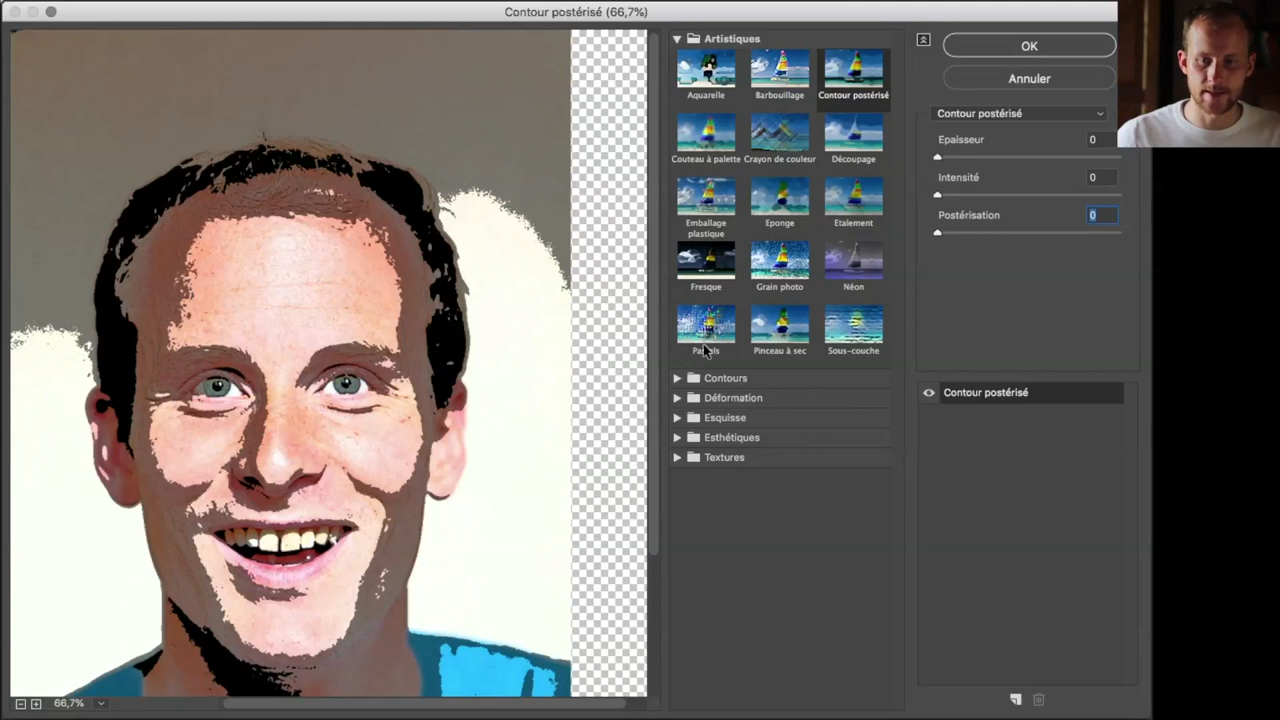 Contour postérisé (66,7%)
Artistiques
Aquarelle
Barbouillage
Contour postérisé
Couteau à palette
Crayon de couleur
Découpage
Emballage
plastique
Éponge
Etalement
Fresque
Grain photo
Néon
Pastels
Pinceau à sec
Sous-couche
Contours
Déformation
Esquisse
Esthétiques
Textures
OK
Annuler
Contour postérisé
Epaisseur 0
Intensité 0
Postérisation 0
Contour postérisé
66,7%